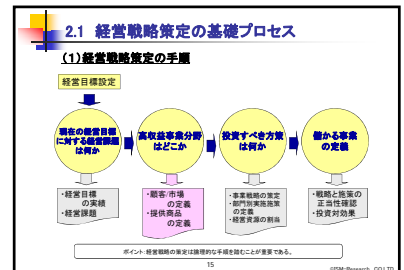 2.1 経営戦略策定の基礎プロセス
(1)経営戦略策定の手順
経営目標設定
現在の経営目標
に対する経営課題
は何か
高収益事業分野
はどこか
投資すべき方策
は何か
儲かる事業
の定義
・経営目標
の実績
・経営課題
・顧客/市場
の定義
・提供商品
の定義
・事業戦略の策定
・部門別実施施策
の定義
・経営資源の割当
・戦略と施策の
正当性確認
・投資対効果
ポイント:経営戦略の策定は論理的な手順を踏むことが重要である。
15
©ISM-Research. CO.LTD